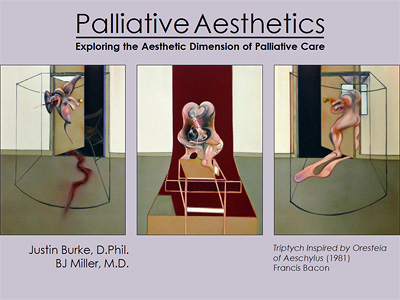 Palliative Aesthetics
Exploring the Aesthetic Dimension of Palliative Care
Justin Burke, D.Phil.
BJ Miller, M.D.
Triptych Inspired by Oresteia
of Aeschylus (1981)
Francis Bacon